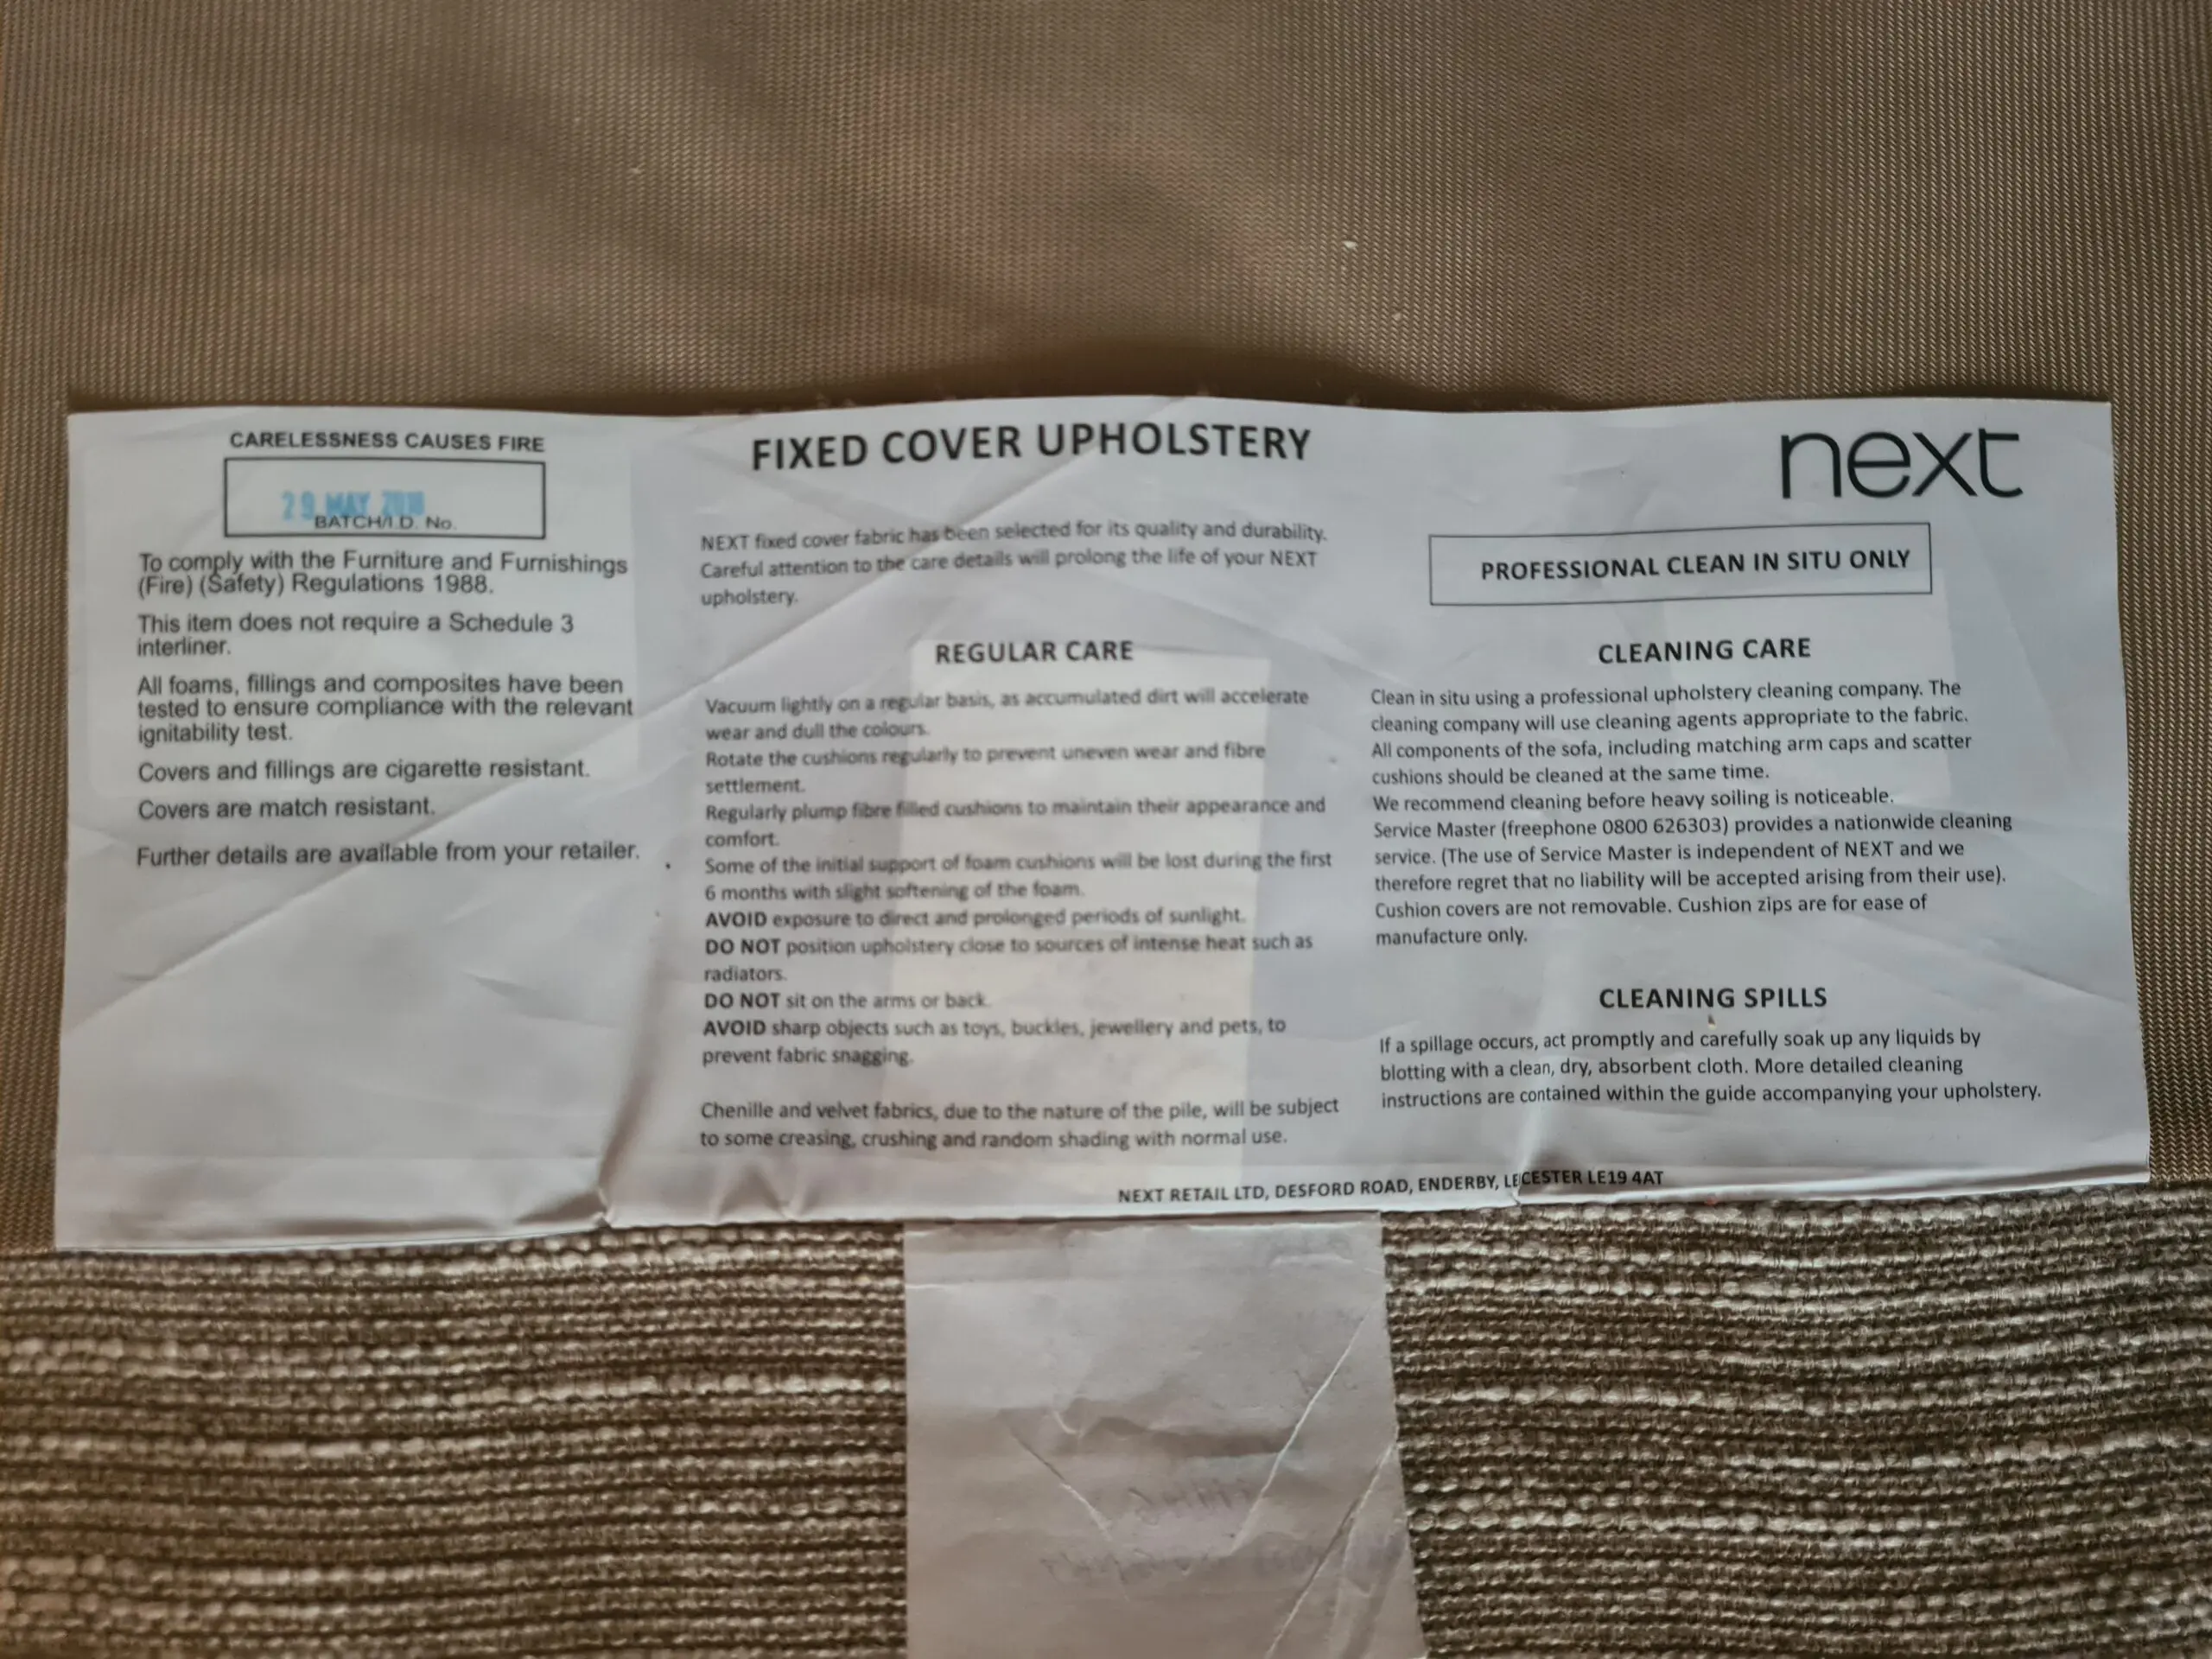 CARELESSNESS CAUSES FIRE
29 MAY
BATCH/I.D. No.
To comply with the Furniture and Furnishings
(Fire) (Safety) Regulations 1988.
This item does not require a Schedule 3
interliner.
All foams, fillings and composites have been
tested to ensure compliance with the relevant
ignitability test.
Covers and fillings are cigarette resistant.
Covers are match resistant.
Further details are available from your retailer.
FIXED COVER UPHOLSTERY
NEXT fixed cover fabric has been selected for its quality and durability.
Careful attention to the care details will prolong the life of your NEXT
upholstery.
REGULAR CARE
Vacuum lightly on a regular basis, as accumulated dirt will accelerate
wear and dull the colours.
Rotate the cushions regularly to prevent uneven wear and fibre
settlement.
Regularly plump fibre filled cushions to maintain their appearance and
comfort.
Some of the initial support of foam cushions will be lost during the first
6 months with slight softening of the foam.
AVOID exposure to direct and prolonged periods of sunlight.
DO NOT position upholstery close to sources of intense heat such as
radiators.
DO NOT sit on the arms or back.
AVOID sharp objects such as toys, buckles, jewellery and pets, to
prevent fabric snagging.
Chenille and velvet fabrics, due to the nature of the pile, will be subject
to some creasing, crushing and random shading with normal use.
next
PROFESSIONAL CLEAN IN SITU ONLY
CLEANING CARE
Clean in situ using a professional upholstery cleaning company. The
cleaning company will use cleaning agents appropriate to the fabric.
All components of the sofa, including matching arm caps and scatter
cushions should be cleaned at the same time.
We recommend cleaning before heavy soiling is noticeable.
Service Master (freephone 0800 626303) provides a nationwide cleaning
service. (The use of Service Master is independent of NEXT and we
therefore regret that no liability will be accepted arising from their use).
Cushion covers are not removable. Cushion zips are for ease of
manufacture only.
CLEANING SPILLS
If a spillage occurs, act promptly and carefully soak up any liquids by
blotting with a clean, dry, absorbent cloth. More detailed cleaning
instructions are contained within the guide accompanying your upholstery.
NEXT RETAIL LTD, DESFORD ROAD, ENDERBY, LECESTER LE19 4AT